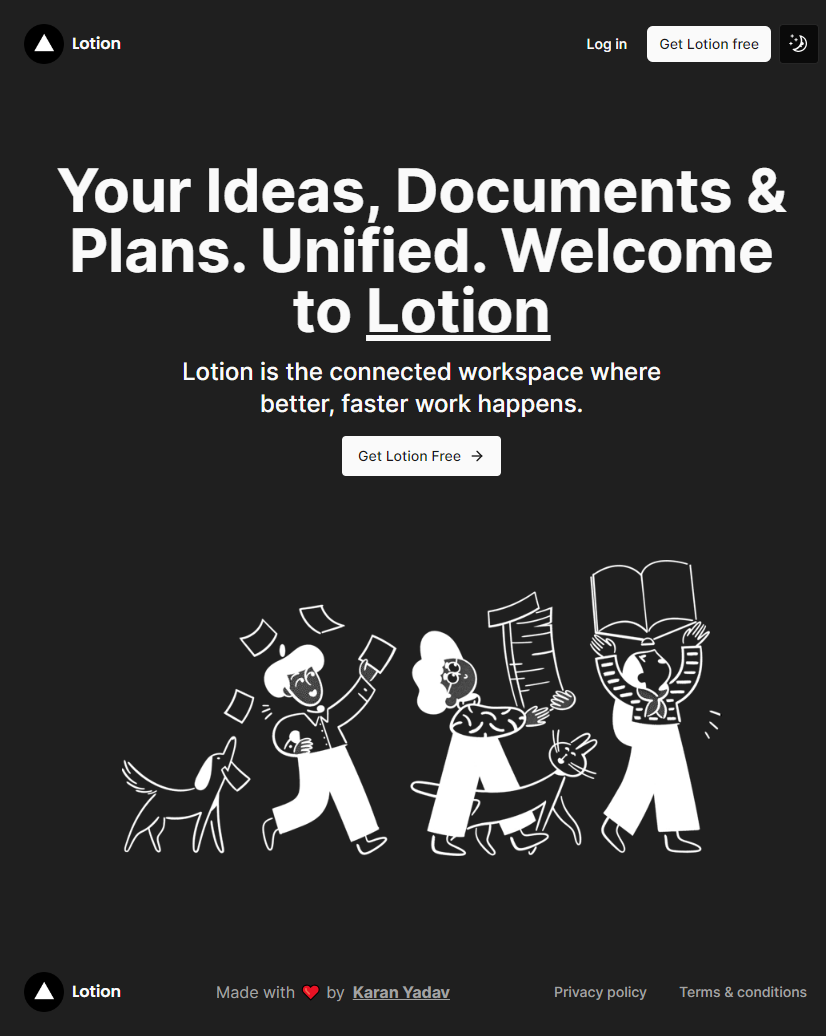 Lotion
Log in
Get Lotion free
Your Ideas, Documents &
Plans. Unified. Welcome
to Lotion
Lotion is the connected workspace where
better, faster work happens.
Get Lotion Free →
Lotion
Made with ❤️ by Karan Yadav
Privacy policy
Terms & conditions